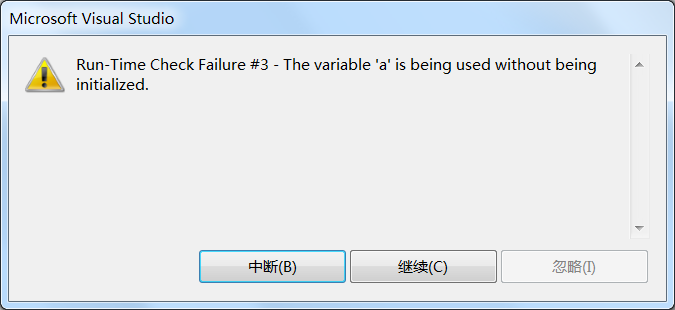 Microsoft Visual Studio
Run-Time Check Failure #3 - The variable 'a' is being used without being
initialized.
中断(B)
继续(C)
忽略(I)